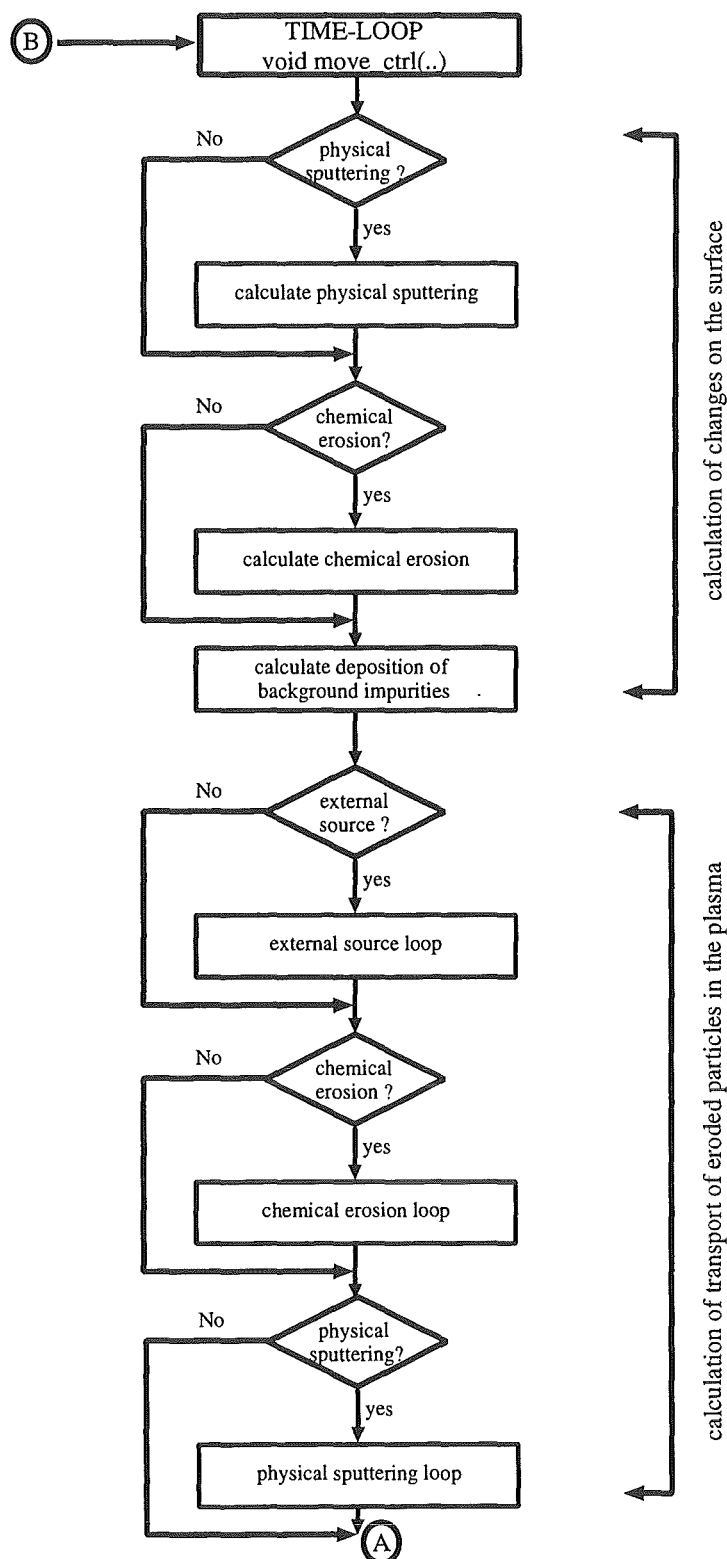 B
TIME-LOOP
void move_ctrl(..)
No
physical
sputtering ?
yes
calculate physical sputtering
No
chemical
erosion?
yes
calculate chemical erosion
calculate deposition of
background impurities
calculation of changes on the surface
No
external
source ?
yes
external source loop
No
chemical
erosion ?
yes
chemical erosion loop
No
physical
sputtering?
yes
physical sputtering loop
A
calculation of transport of eroded particles in the plasma